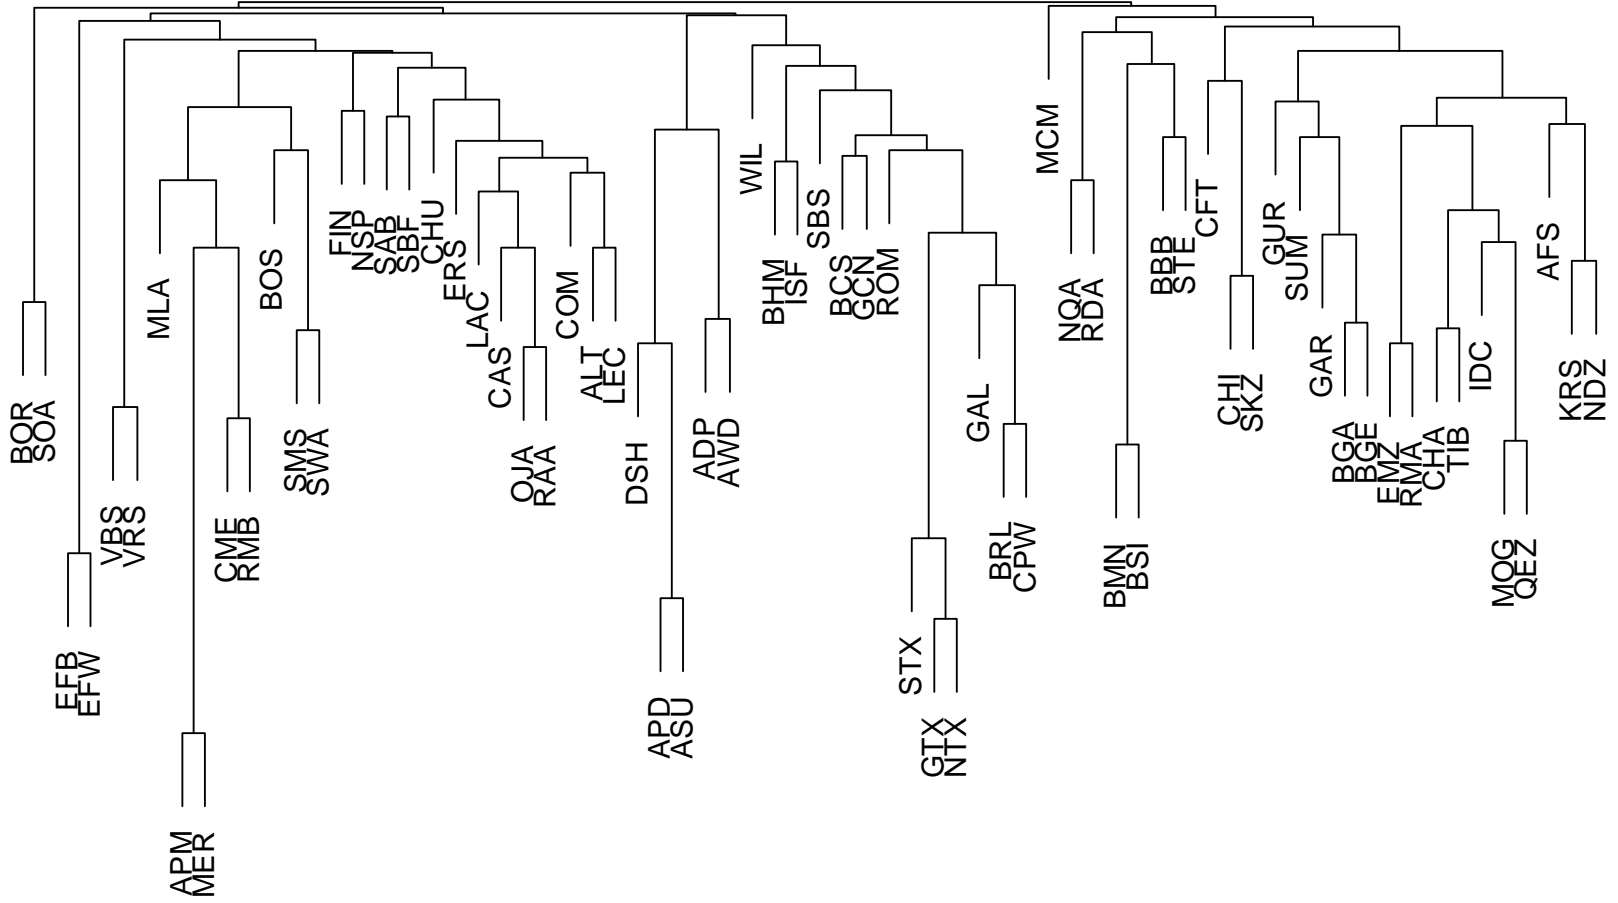 BOR
SOA
EFB
EFW
VBS
VRS
MLA
APM
MER
CME
RMB
BOS
SMS
SWA
FIN
NSP
SAB
SBF
CHU
ERS
LAC
CAS
OJA
RAA
COM
ALT
LEC
DSH
APD
ASU
ADP
AWD
WIL
BHM
ISF
SBS
BCS
GCN
ROM
STX
GTX
NTX
GAL
BRL
CPW
MCM
NQA
RDA
BMN
BSI
BBB
STE
CFT
CHI
SKZ
GUR
SUM
GAR
BGA
BGE
EMZ
RMA
CHA
TIB
IDC
MOG
QEZ
AFS
KRS
NDZ